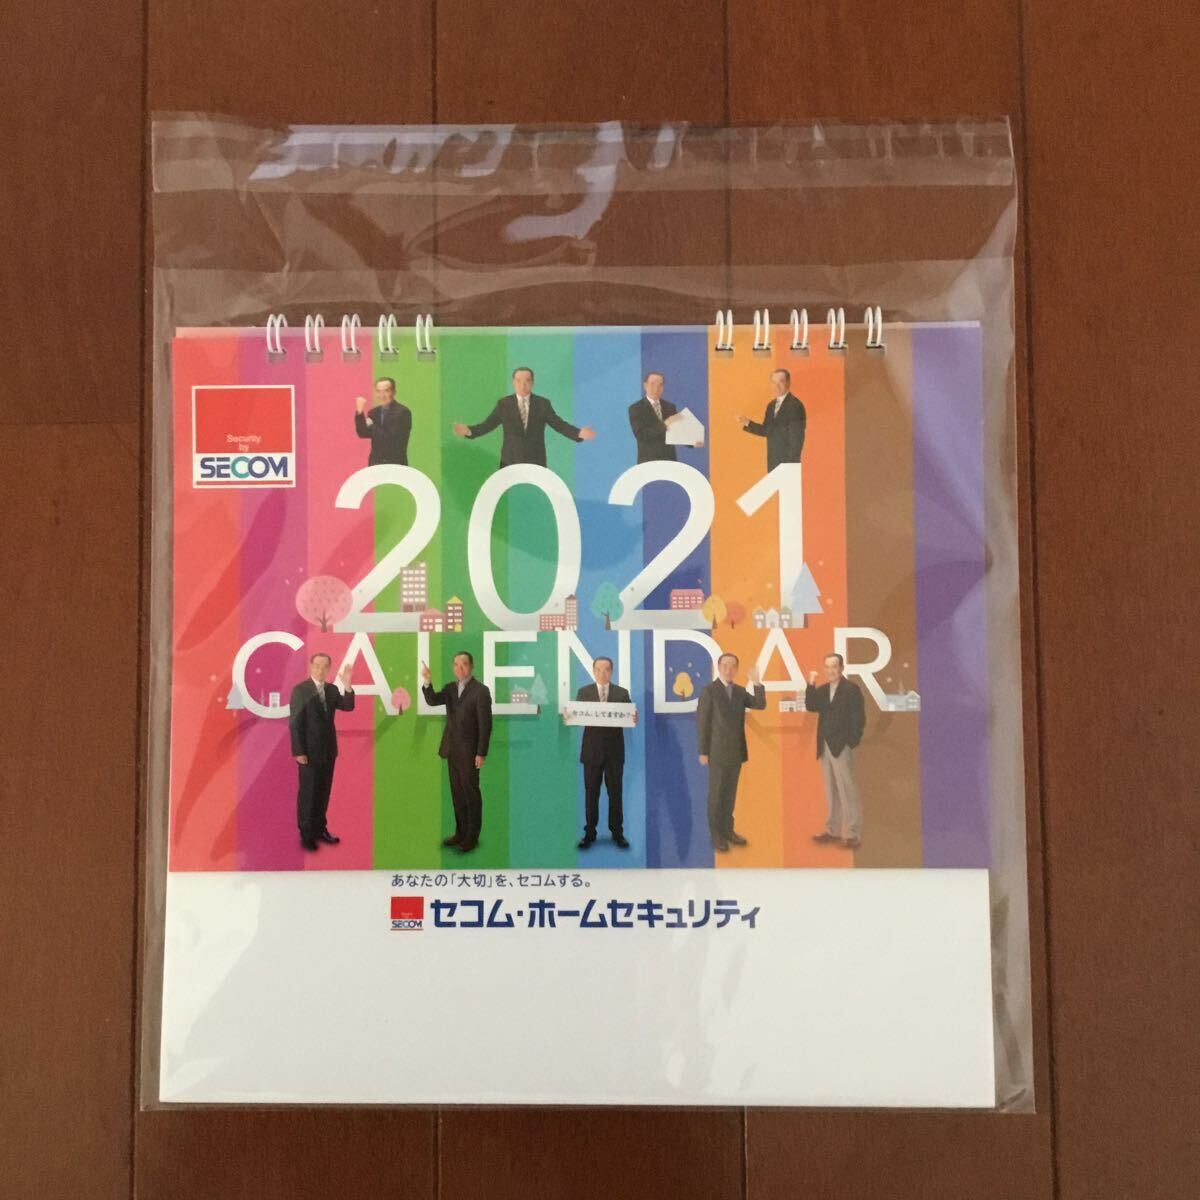 Security
by
SECOM
2021
CALENDAR
セコム、してますか?
あなたの「大切」を、セコムする。
SECOM
セコム・ホームセキュリティ